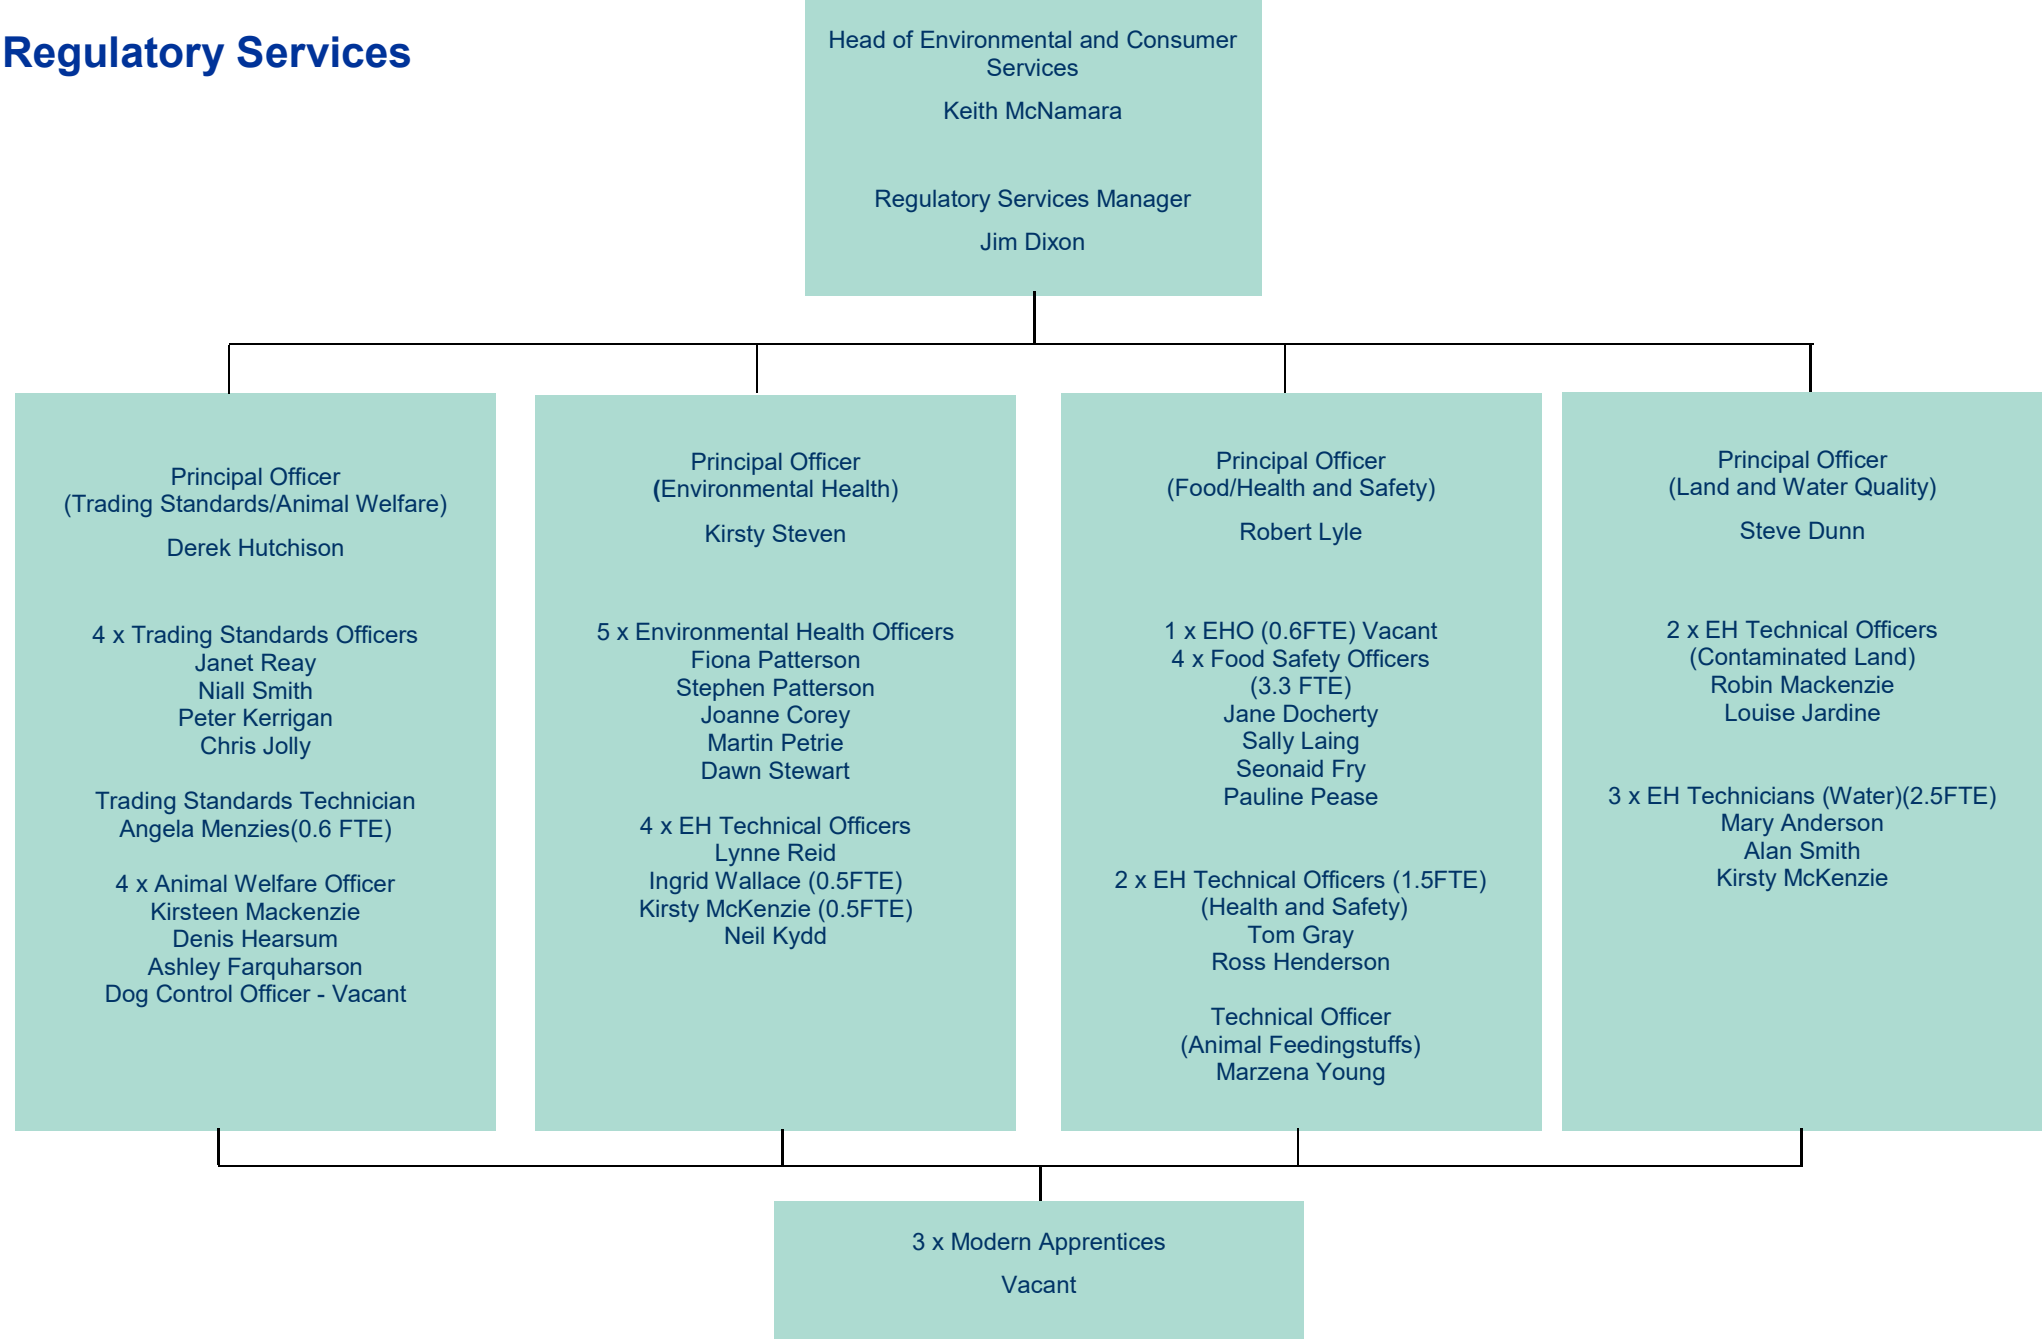 Regulatory Services
Head of Environmental and Consumer
Services
Keith McNamara
Regulatory Services Manager
Jim Dixon
Principal Officer
(Trading Standards/Animal Welfare)
Derek Hutchison
4 x Trading Standards Officers
Janet Reay
Niall Smith
Peter Kerrigan
Chris Jolly
Trading Standards Technician
Angela Menzies(0.6 FTE)
4 x Animal Welfare Officer
Kirsteen Mackenzie
Denis Hearsum
Ashley Farquharson
Dog Control Officer - Vacant
Principal Officer
(Environmental Health)
Kirsty Steven
5 x Environmental Health Officers
Fiona Patterson
Stephen Patterson
Joanne Corey
Martin Petrie
Dawn Stewart
4 x EH Technical Officers
Lynne Reid
Ingrid Wallace (0.5FTE)
Kirsty McKenzie (0.5FTE)
Neil Kydd
Principal Officer
(Food/Health and Safety)
Robert Lyle
1 x EHO (0.6FTE) Vacant
4 x Food Safety Officers
(3.3 FTE)
Jane Docherty
Sally Laing
Seonaid Fry
Pauline Pease
2 x EH Technical Officers (1.5FTE)
(Health and Safety)
Tom Gray
Ross Henderson
Technical Officer
(Animal Feedingstuffs)
Marzena Young
Principal Officer
(Land and Water Quality)
Steve Dunn
2 x EH Technical Officers
(Contaminated Land)
Robin Mackenzie
Louise Jardine
3 x EH Technicians (Water)(2.5FTE)
Mary Anderson
Alan Smith
Kirsty McKenzie
3 x Modern Apprentices
Vacant